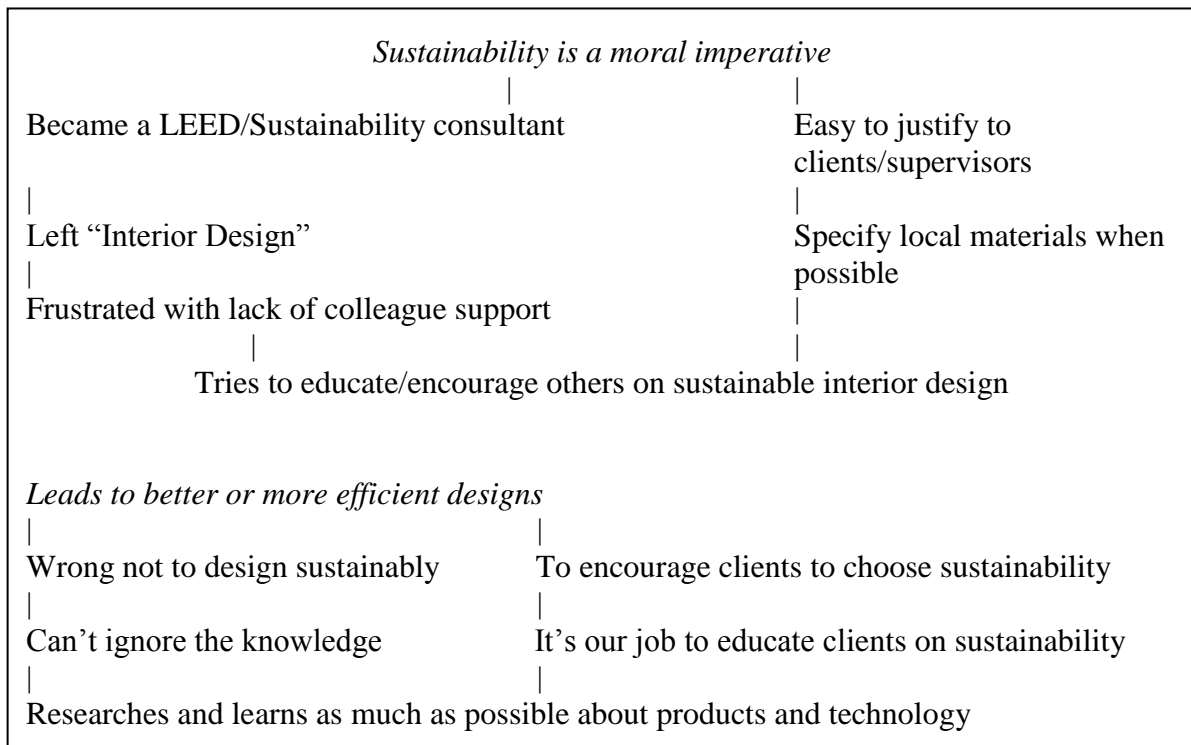 Sustainability is a moral imperative
Became a LEED/Sustainability consultant
Easy to justify to
clients/supervisors
Left “Interior Design”
Specify local materials when
possible
Frustrated with lack of colleague support
Tries to educate/encourage others on sustainable interior design
Leads to better or more efficient designs
Wrong not to design sustainably
To encourage clients to choose sustainability
Can’t ignore the knowledge
It’s our job to educate clients on sustainability
Researches and learns as much as possible about products and technology